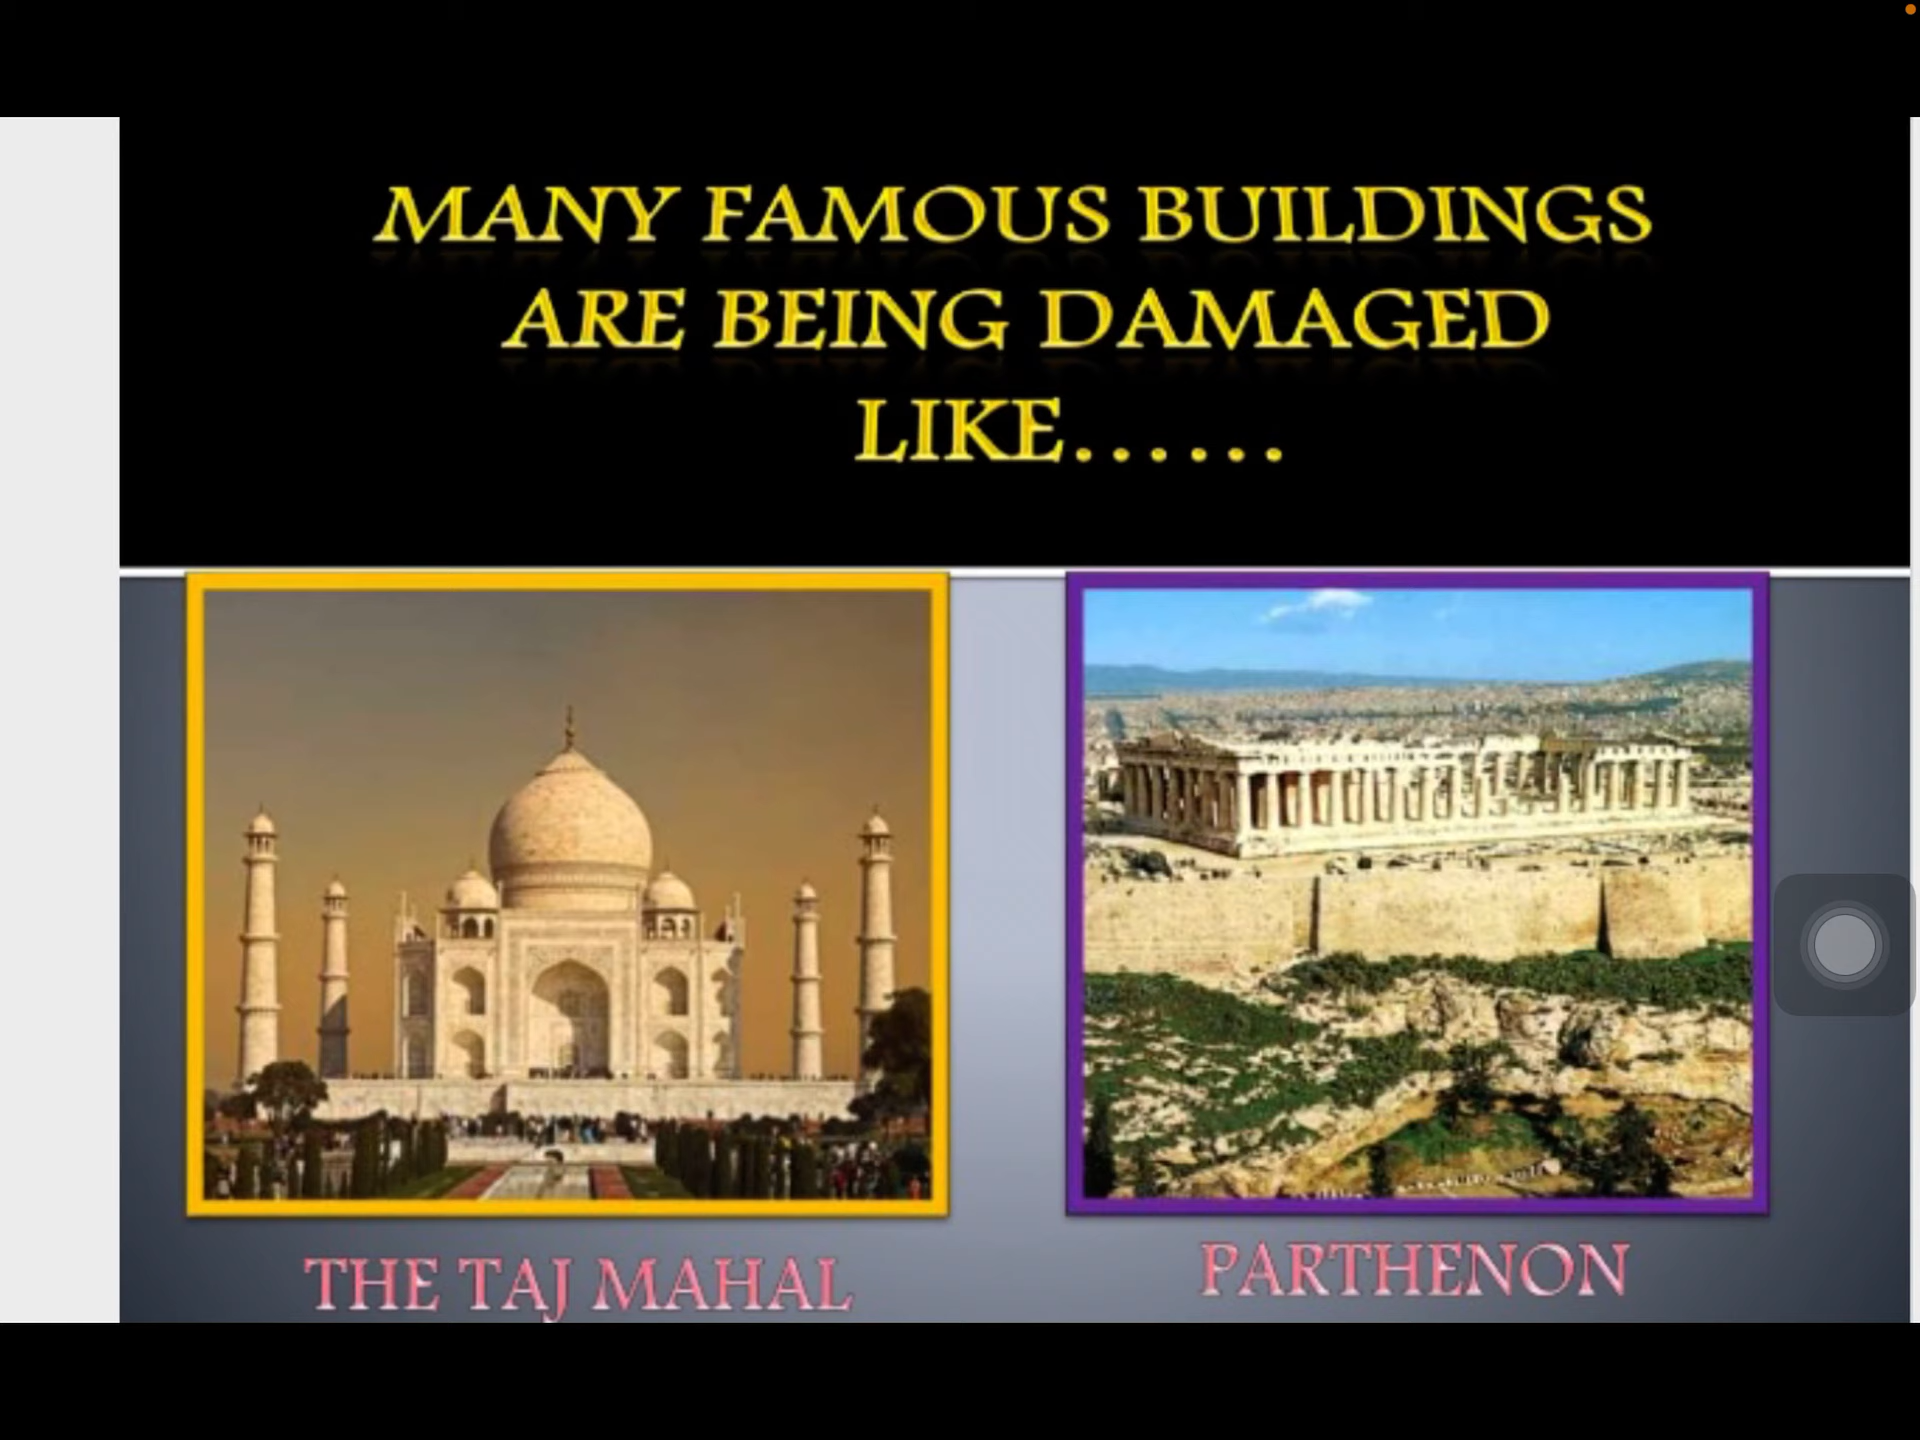 MANY FAMOUS BUILDINGS
ARE BEING DAMAGED
LIKE......
THE TAJ MAHAL
PARTHENON